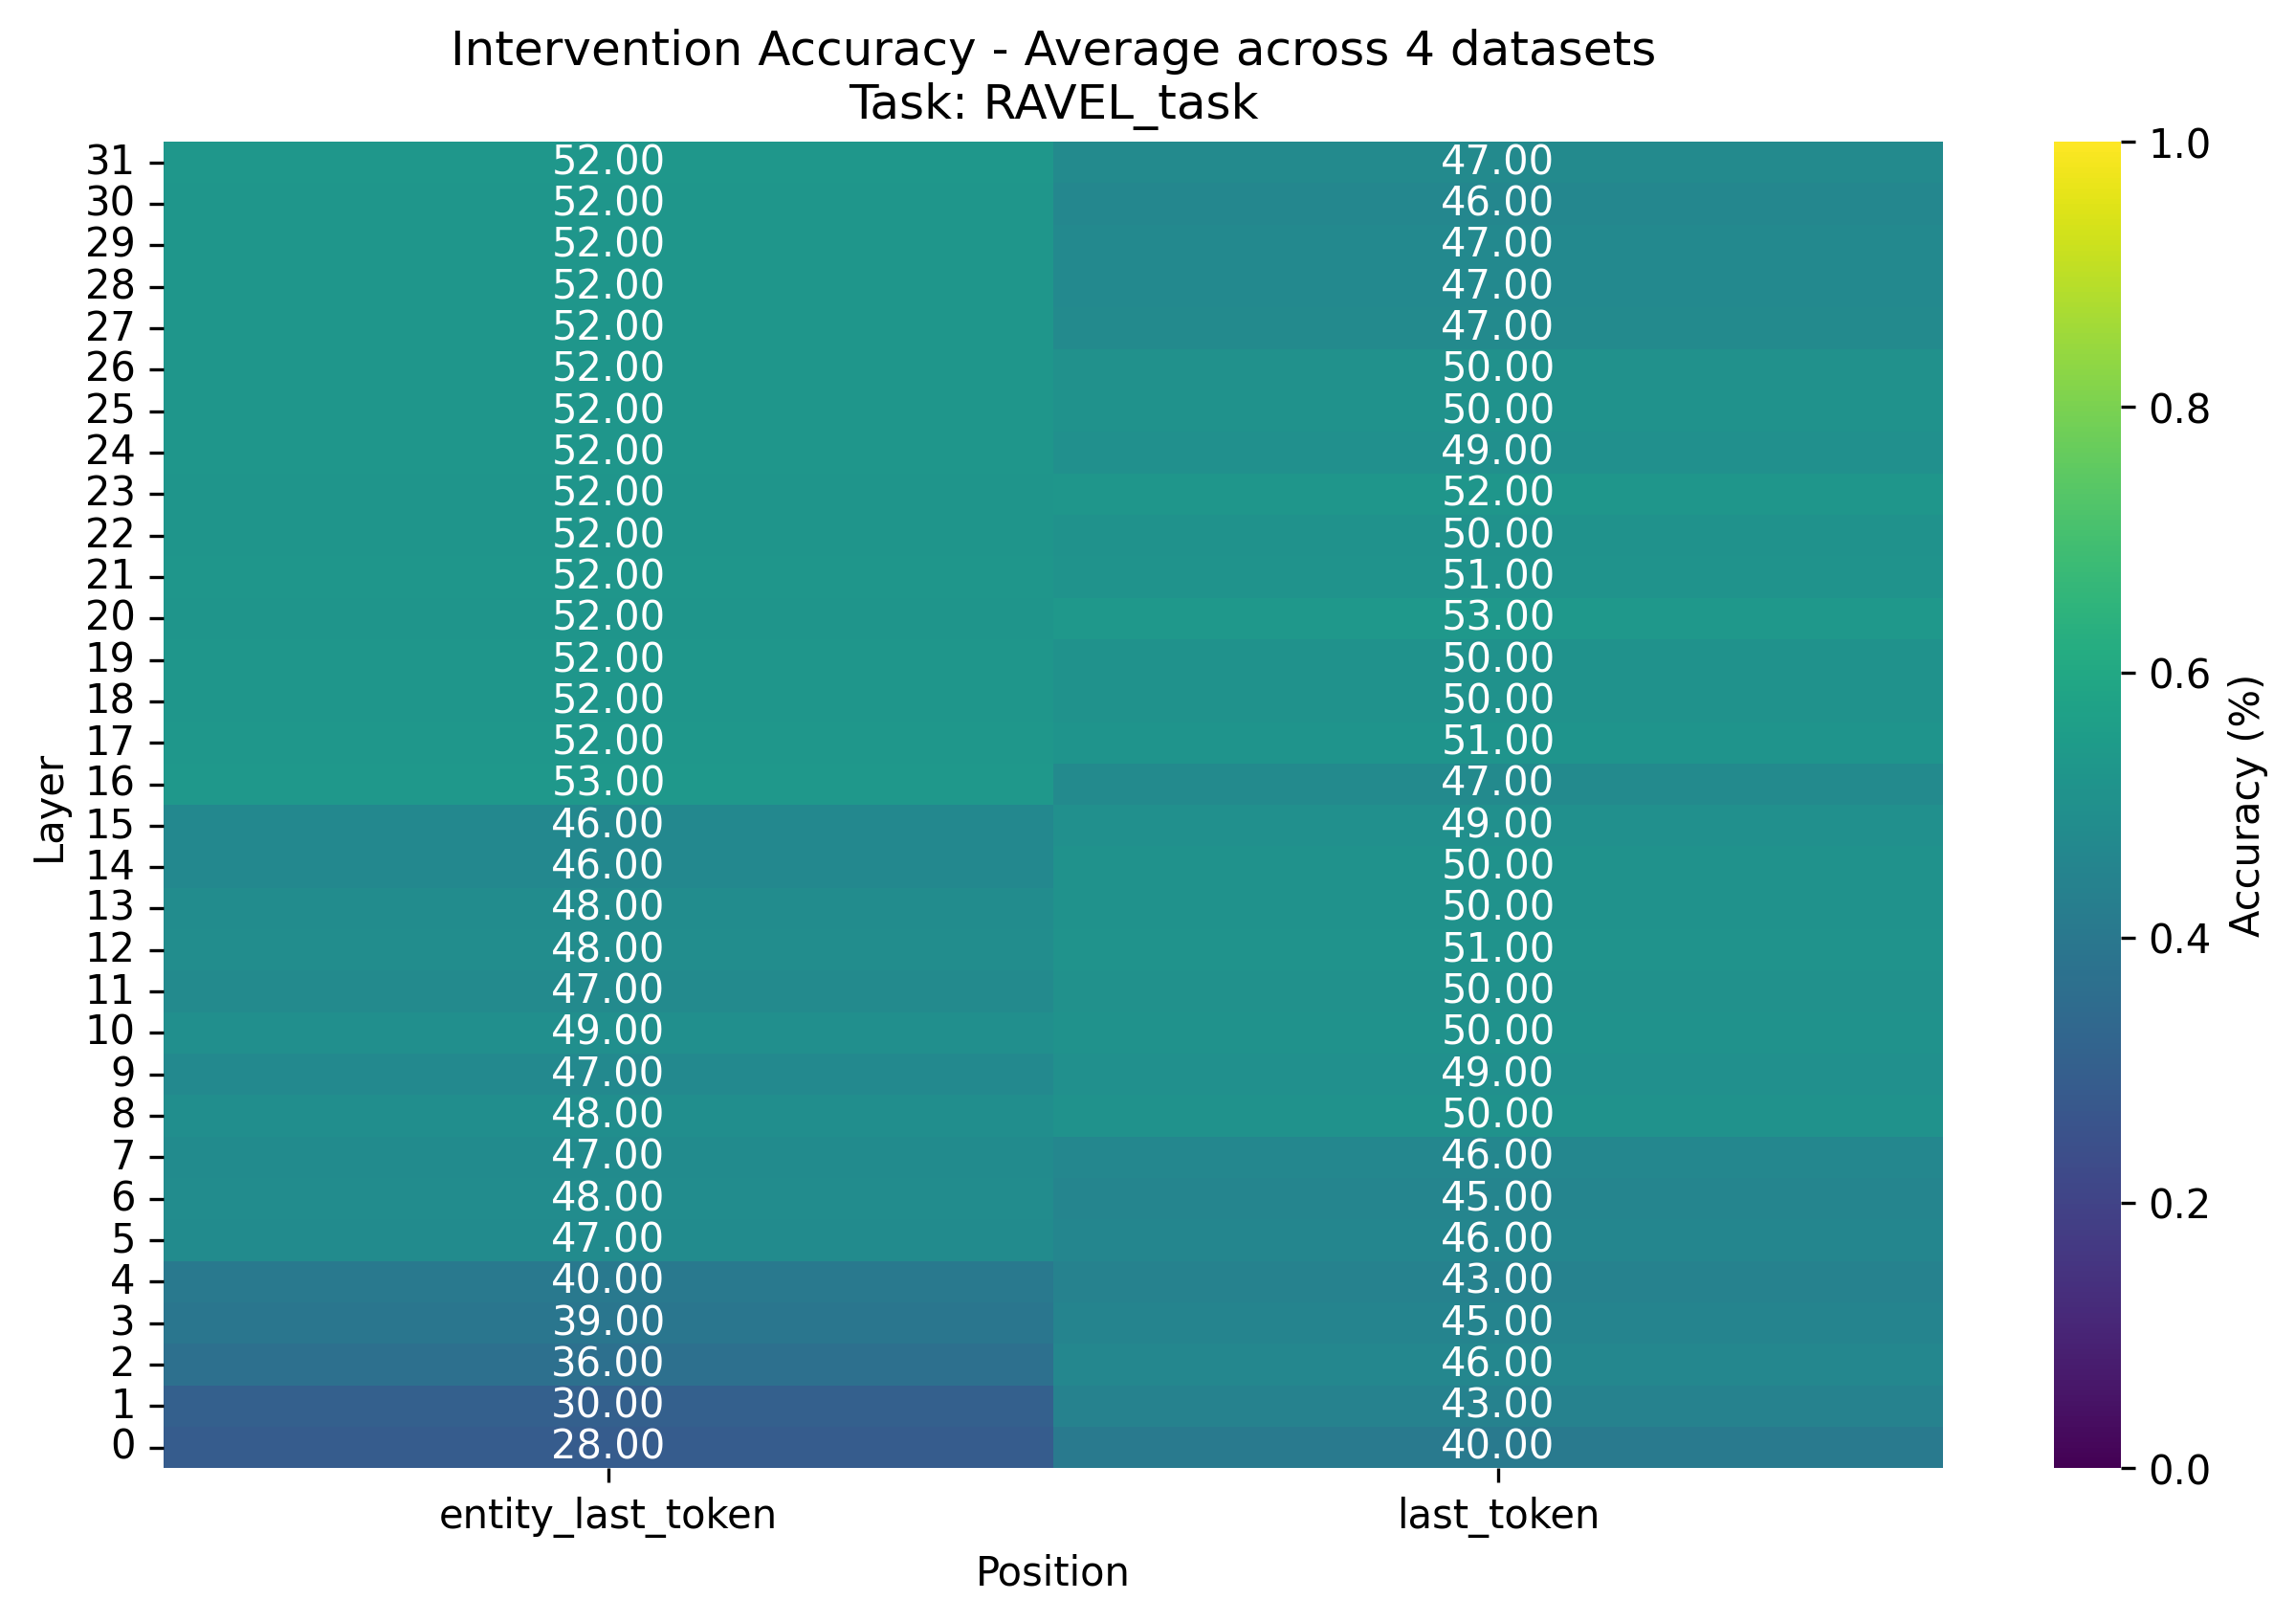 Intervention Accuracy - Average across 4 datasets
Task: RAVEL_task
31 52.00 47.00
30 52.00 46.00
29 52.00 47.00
28 52.00 47.00
27 52.00 47.00
26 52.00 50.00
25 52.00 50.00
24 52.00 49.00
23 52.00 52.00
22 52.00 50.00
21 52.00 51.00
20 52.00 53.00
19 52.00 50.00
18 52.00 50.00
17 52.00 51.00
16 53.00 47.00
15 46.00 49.00
14 46.00 50.00
13 48.00 50.00
12 48.00 51.00
11 47.00 50.00
10 49.00 50.00
9 47.00 49.00
8 48.00 50.00
7 47.00 46.00
6 48.00 45.00
5 47.00 46.00
4 40.00 43.00
3 39.00 45.00
2 36.00 46.00
1 30.00 43.00
0 28.00 40.00
Layer
entity_last_token last_token
Position
1.0
0.8
0.6
0.4
0.2
0.0
Accuracy (%)